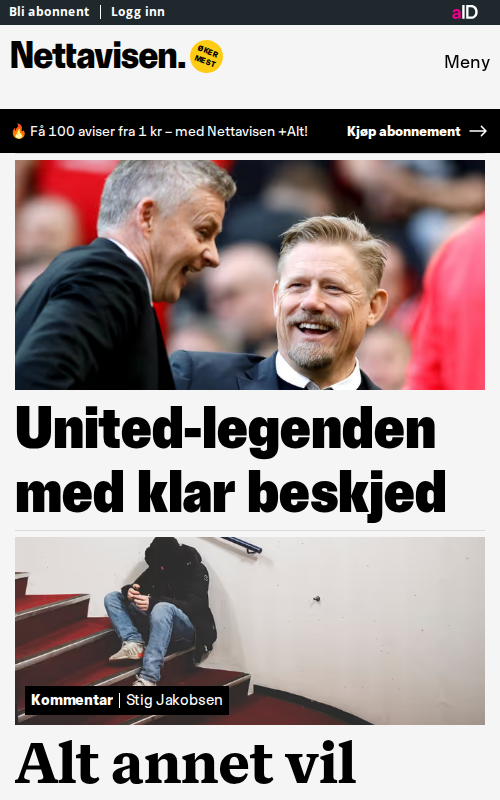 Bli abonnent
Logg inn
aID
Nettavisen.
ØKER
MEST
Meny
🔥 Få 100 aviser fra 1 kr – med Nettavisen +Alt!
Kjøp abonnement →
United-legenden
med klar beskjed
Kommentar | Stig Jakobsen
Alt annet vil